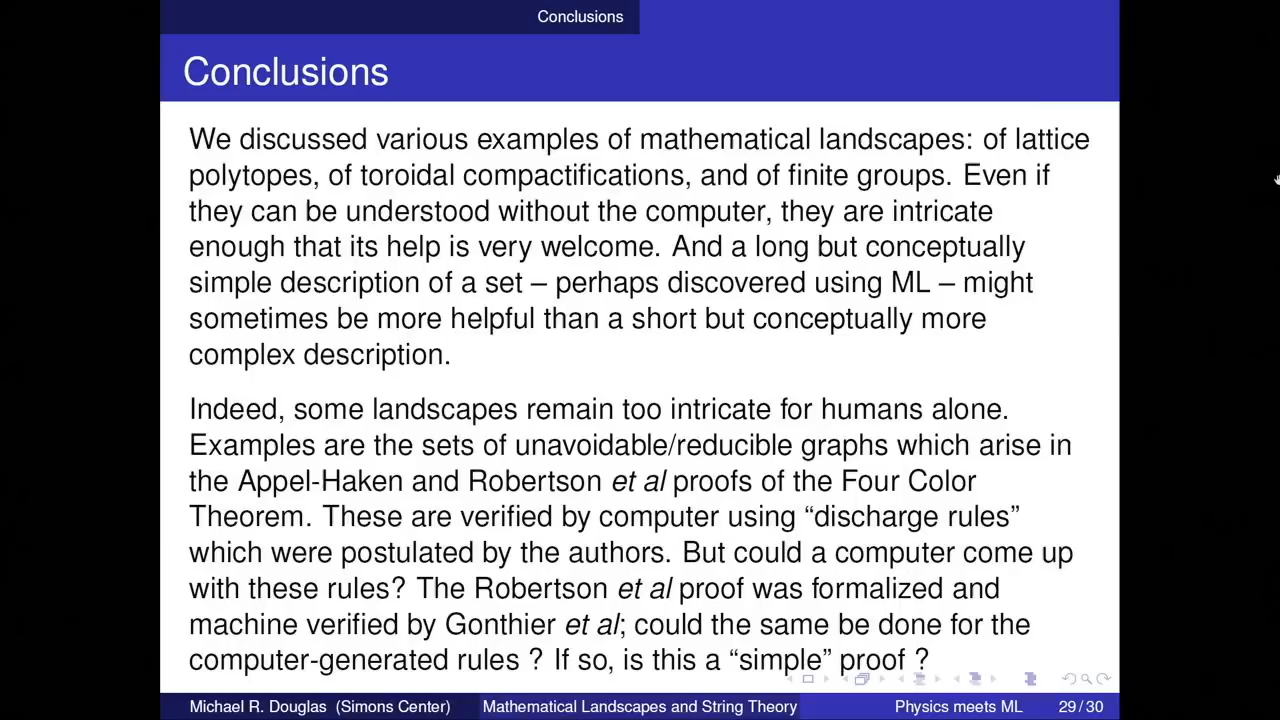 Conclusions
Conclusions
We discussed various examples of mathematical landscapes: of lattice
polytopes, of toroidal compactifications, and of finite groups. Even if
they can be understood without the computer, they are intricate
enough that its help is very welcome. And a long but conceptually
simple description of a set – perhaps discovered using ML – might
sometimes be more helpful than a short but conceptually more
complex description.
Indeed, some landscapes remain too intricate for humans alone.
Examples are the sets of unavoidable/reducible graphs which arise in
the Appel-Haken and Robertson et al proofs of the Four Color
Theorem. These are verified by computer using “discharge rules”
which were postulated by the authors. But could a computer come up
with these rules? The Robertson et al proof was formalized and
machine verified by Gonthier et al; could the same be done for the
computer-generated rules ? If so, is this a “simple” proof ?
Michael R. Douglas (Simons Center) Mathematical Landscapes and String Theory Physics meets ML 29 / 30